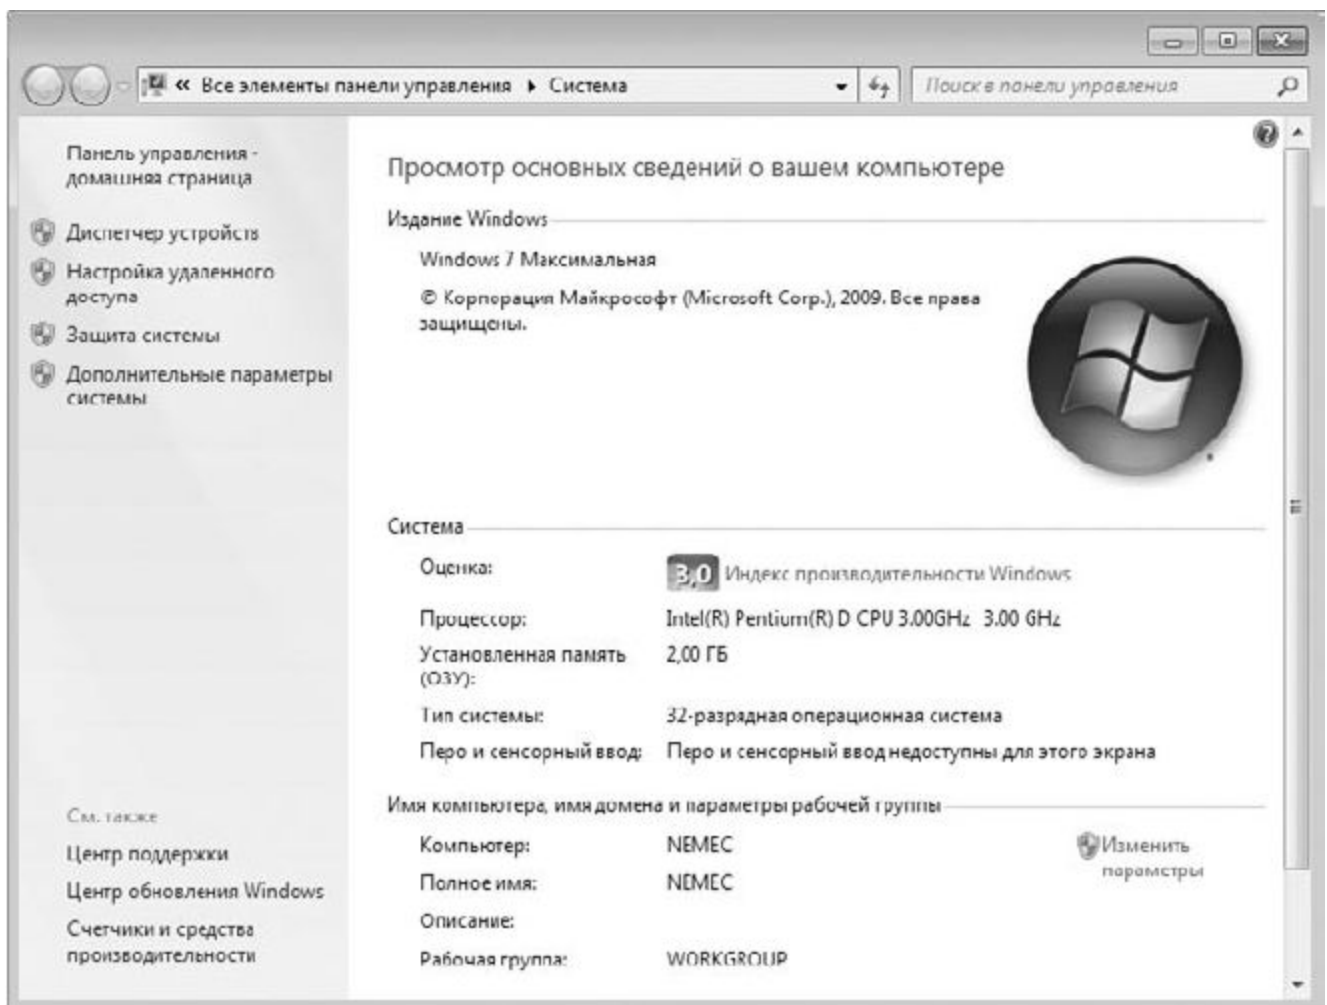 « Все элементы панели управления ▸ Система
Поиск в панели управления
Панель управления -
домашняя страница
Диспетчер устройств
Настройка удаленного
доступа
Защита системы
Дополнительные параметры
системы
См. также
Центр поддержки
Центр обновления Windows
Счетчики и средства
производительности
Просмотр основных сведений о вашем компьютере
Издание Windows
Windows 7 Максимальная
© Корпорация Майкрософт (Microsoft Corp.), 2009. Все права
защищены.
Система
Оценка:
3,0 Индекс производительности Windows
Процессор:
Intel(R) Pentium(R) D CPU 3.00GHz 3.00 GHz
Установленная память
(ОЗУ):
2,00 ГБ
Тип системы:
32-разрядная операционная система
Перо и сенсорный ввод:
Перо и сенсорный ввод недоступны для этого экрана
Имя компьютера, имя домена и параметры рабочей группы
Компьютер:
NEMEC
Изменить
параметры
Полное имя:
NEMEC
Описание:
Рабочая группа:
WORKGROUP